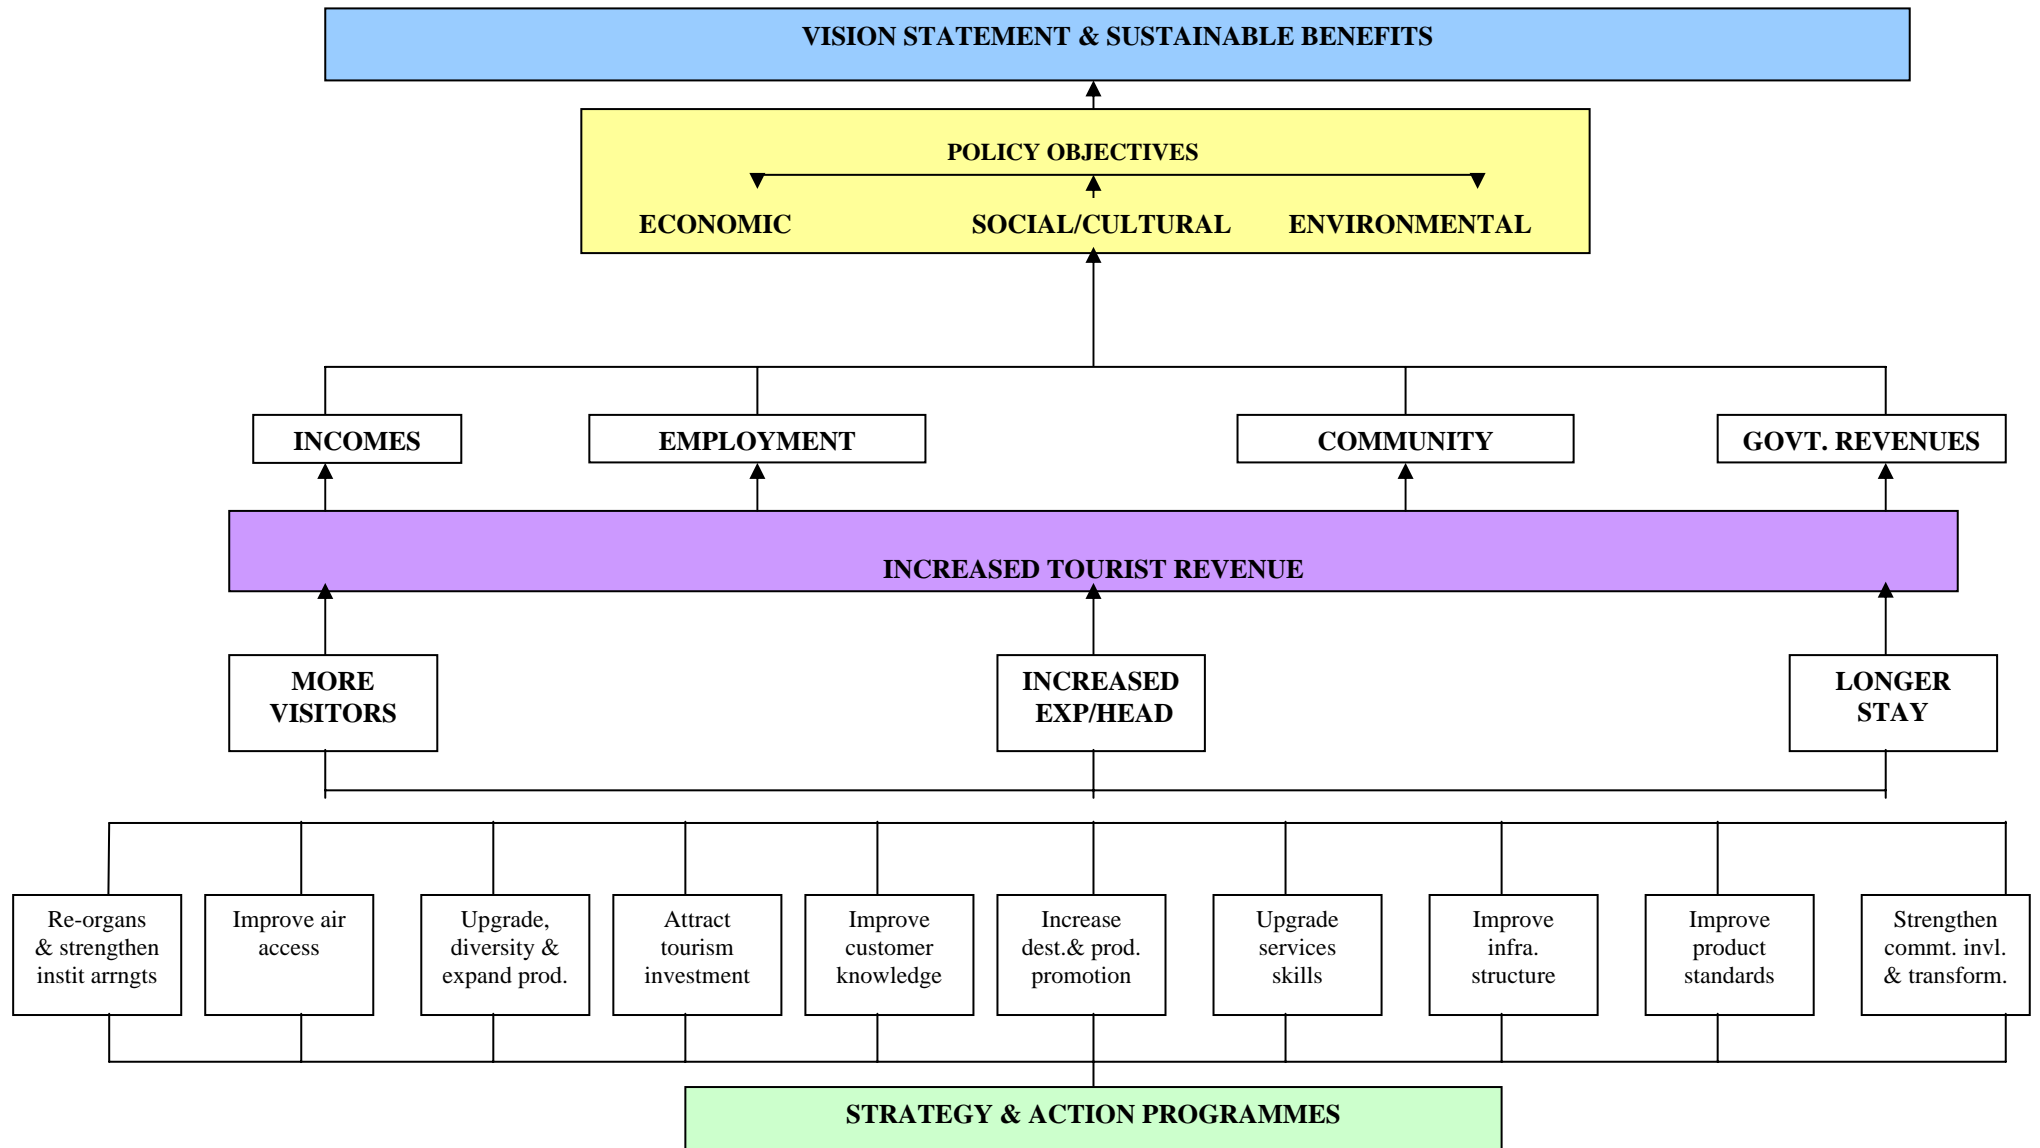 VISION STATEMENT & SUSTAINABLE BENEFITS
POLICY OBJECTIVES
ECONOMIC SOCIAL/CULTURAL ENVIRONMENTAL
INCOMES
EMPLOYMENT
COMMUNITY
GOVT. REVENUES
INCREASED TOURIST REVENUE
MORE
VISITORS
INCREASED
EXP/HEAD
LONGER
STAY
Re-organs
& strengthen
instit arrngts
Improve air
access
Upgrade,
diversity &
expand prod.
Attract
tourism
investment
Improve
customer
knowledge
Increase
dest.& prod.
promotion
Upgrade
services
skills
Improve
infra.
structure
Improve
product
standards
Strengthen
commt. invl.
& transform.
STRATEGY & ACTION PROGRAMMES